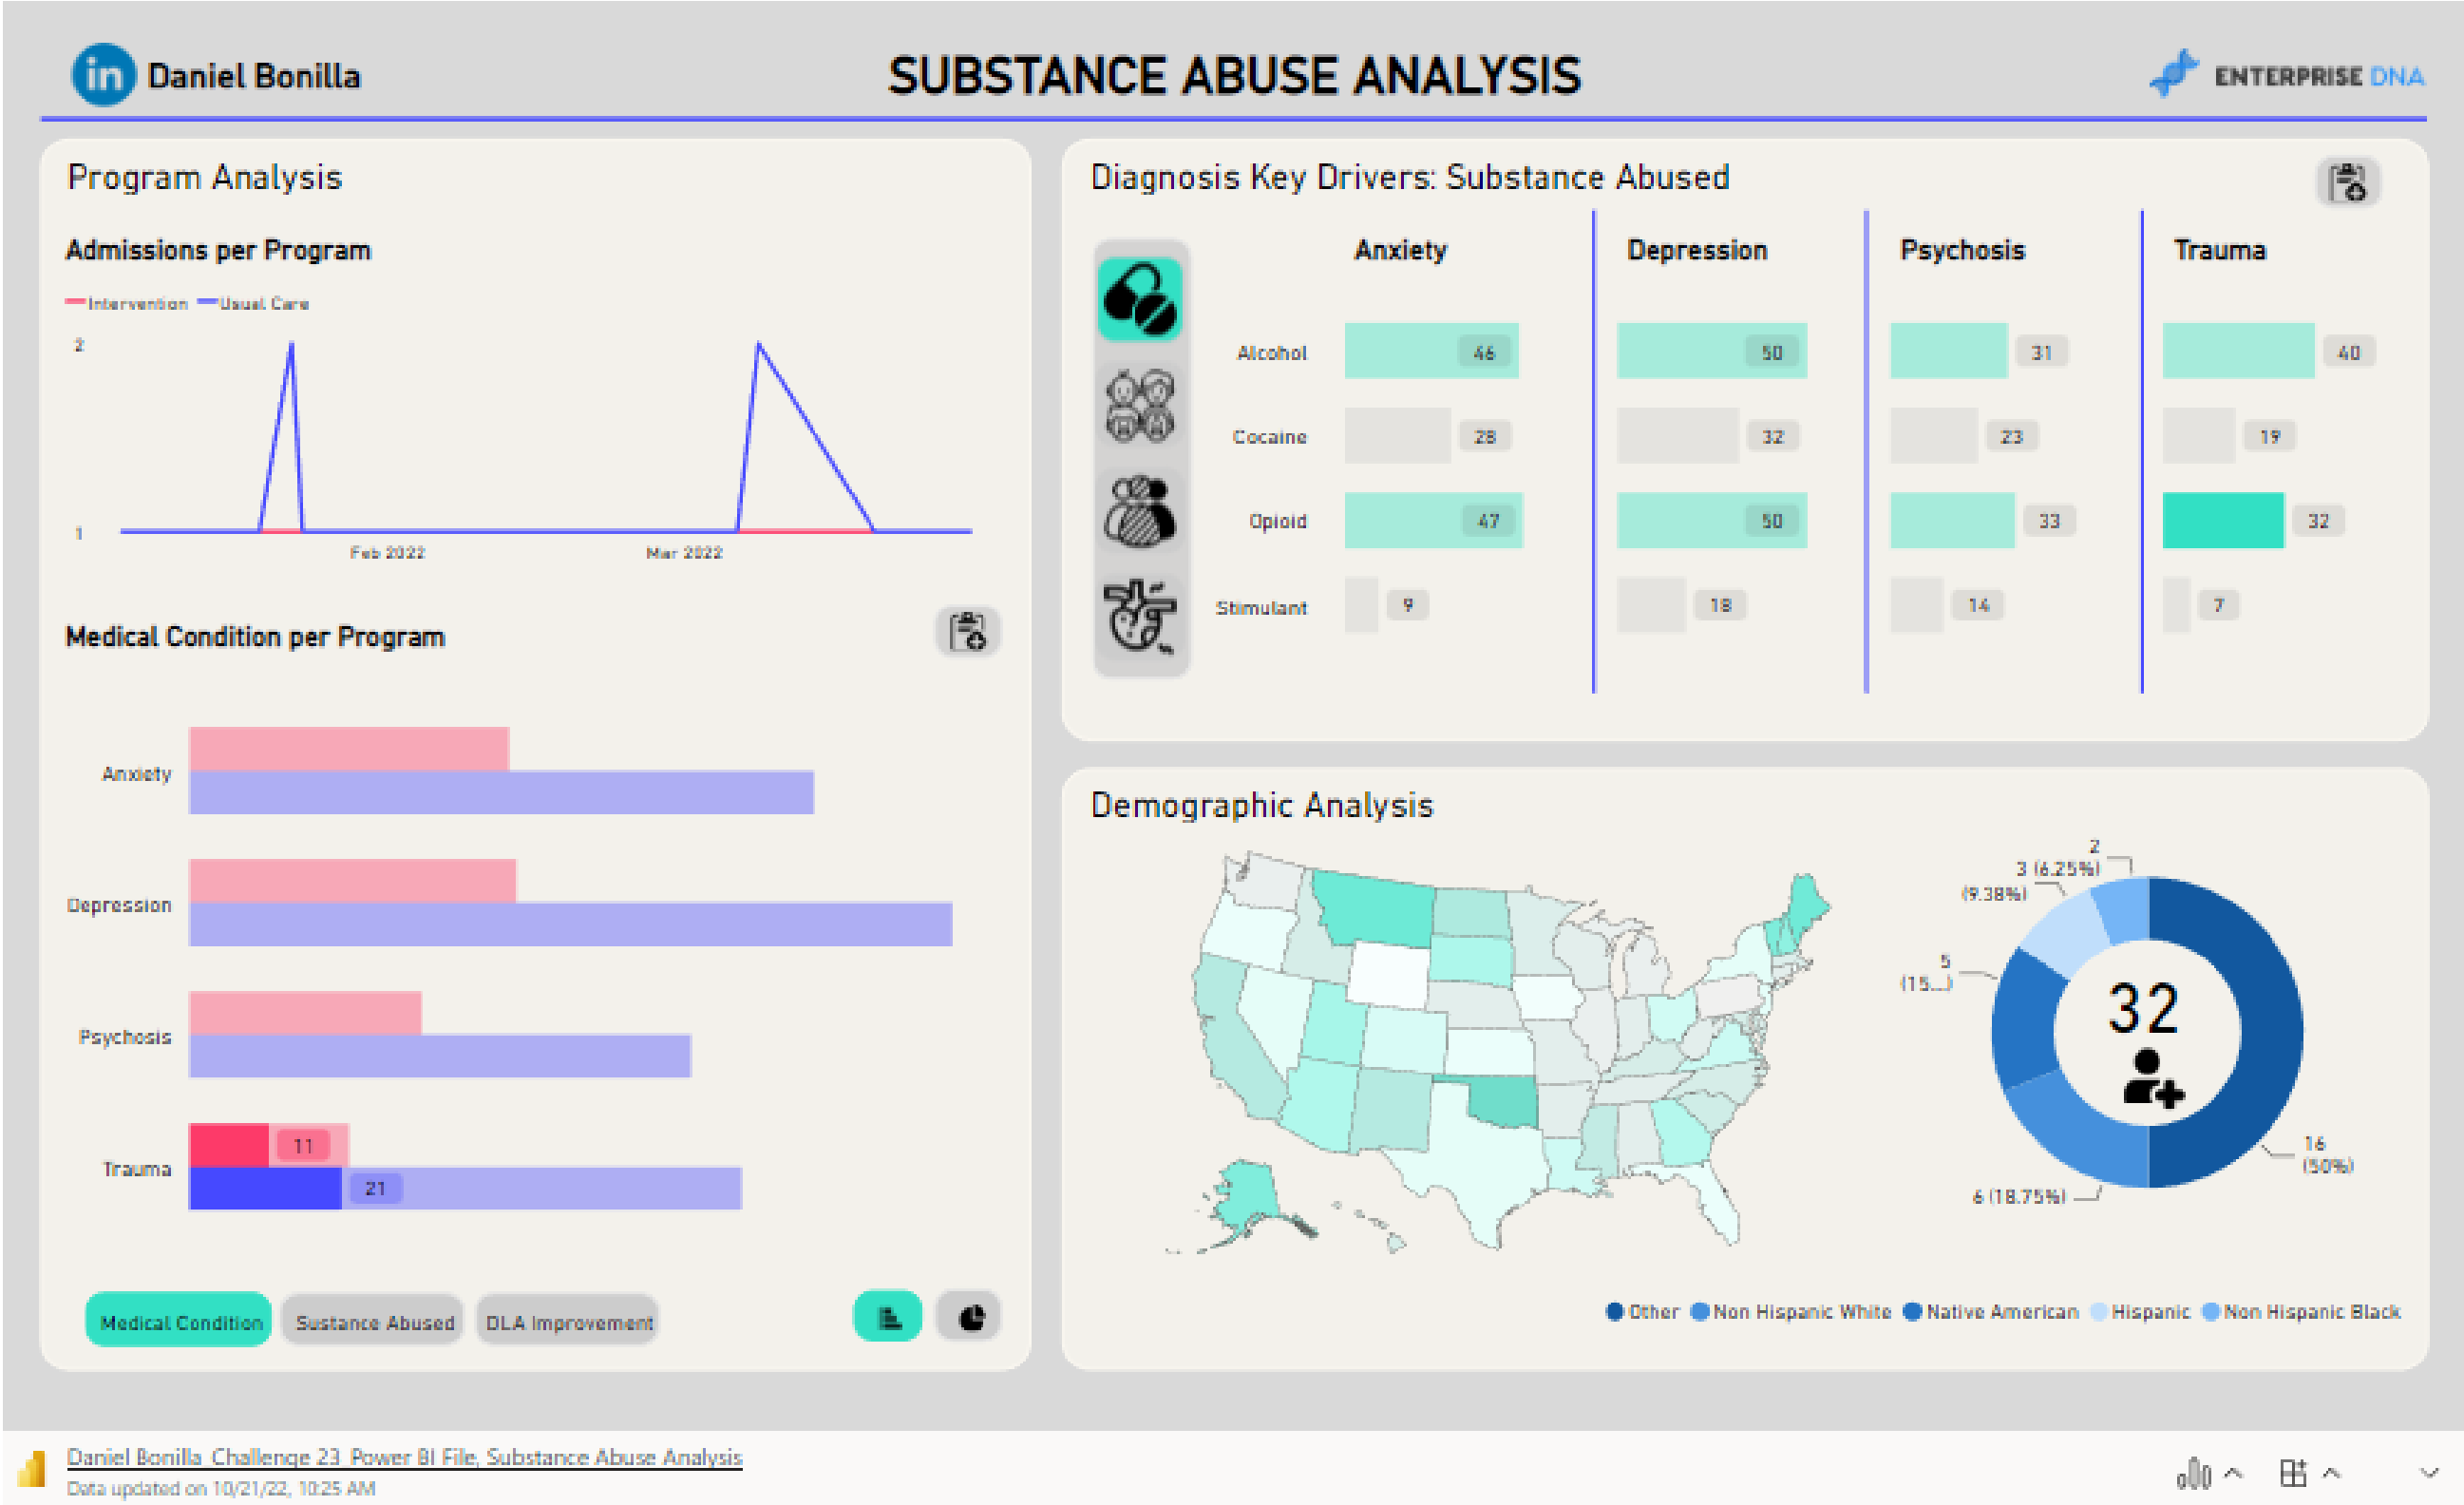 in Daniel Bonilla
SUBSTANCE ABUSE ANALYSIS
ENTERPRISE DNA
Program Analysis
Admissions per Program
Intervention Usual Care
2
1
Feb 2022 Mar 2022
Medical Condition per Program
Anxiety
Depression
Psychosis
Trauma
11
21
Medical Condition Sustance Abused DLA Improvement
Diagnosis Key Drivers: Substance Abused
Anxiety Depression Psychosis Trauma
Alcohol 46 50 31 40
Cocaine 28 32 23 19
Opioid 47 50 33 32
Stimulant 9 18 14 7
Demographic Analysis
2
3 (6.25%)
(9.38%)
5
(15...)
32
16
(50%)
6 (18.75%)
Other Non Hispanic White Native American Hispanic Non Hispanic Black
Daniel Bonilla_Challenge 23_Power BI File, Substance Abuse Analysis
Data updated on 10/21/22, 10:25 AM